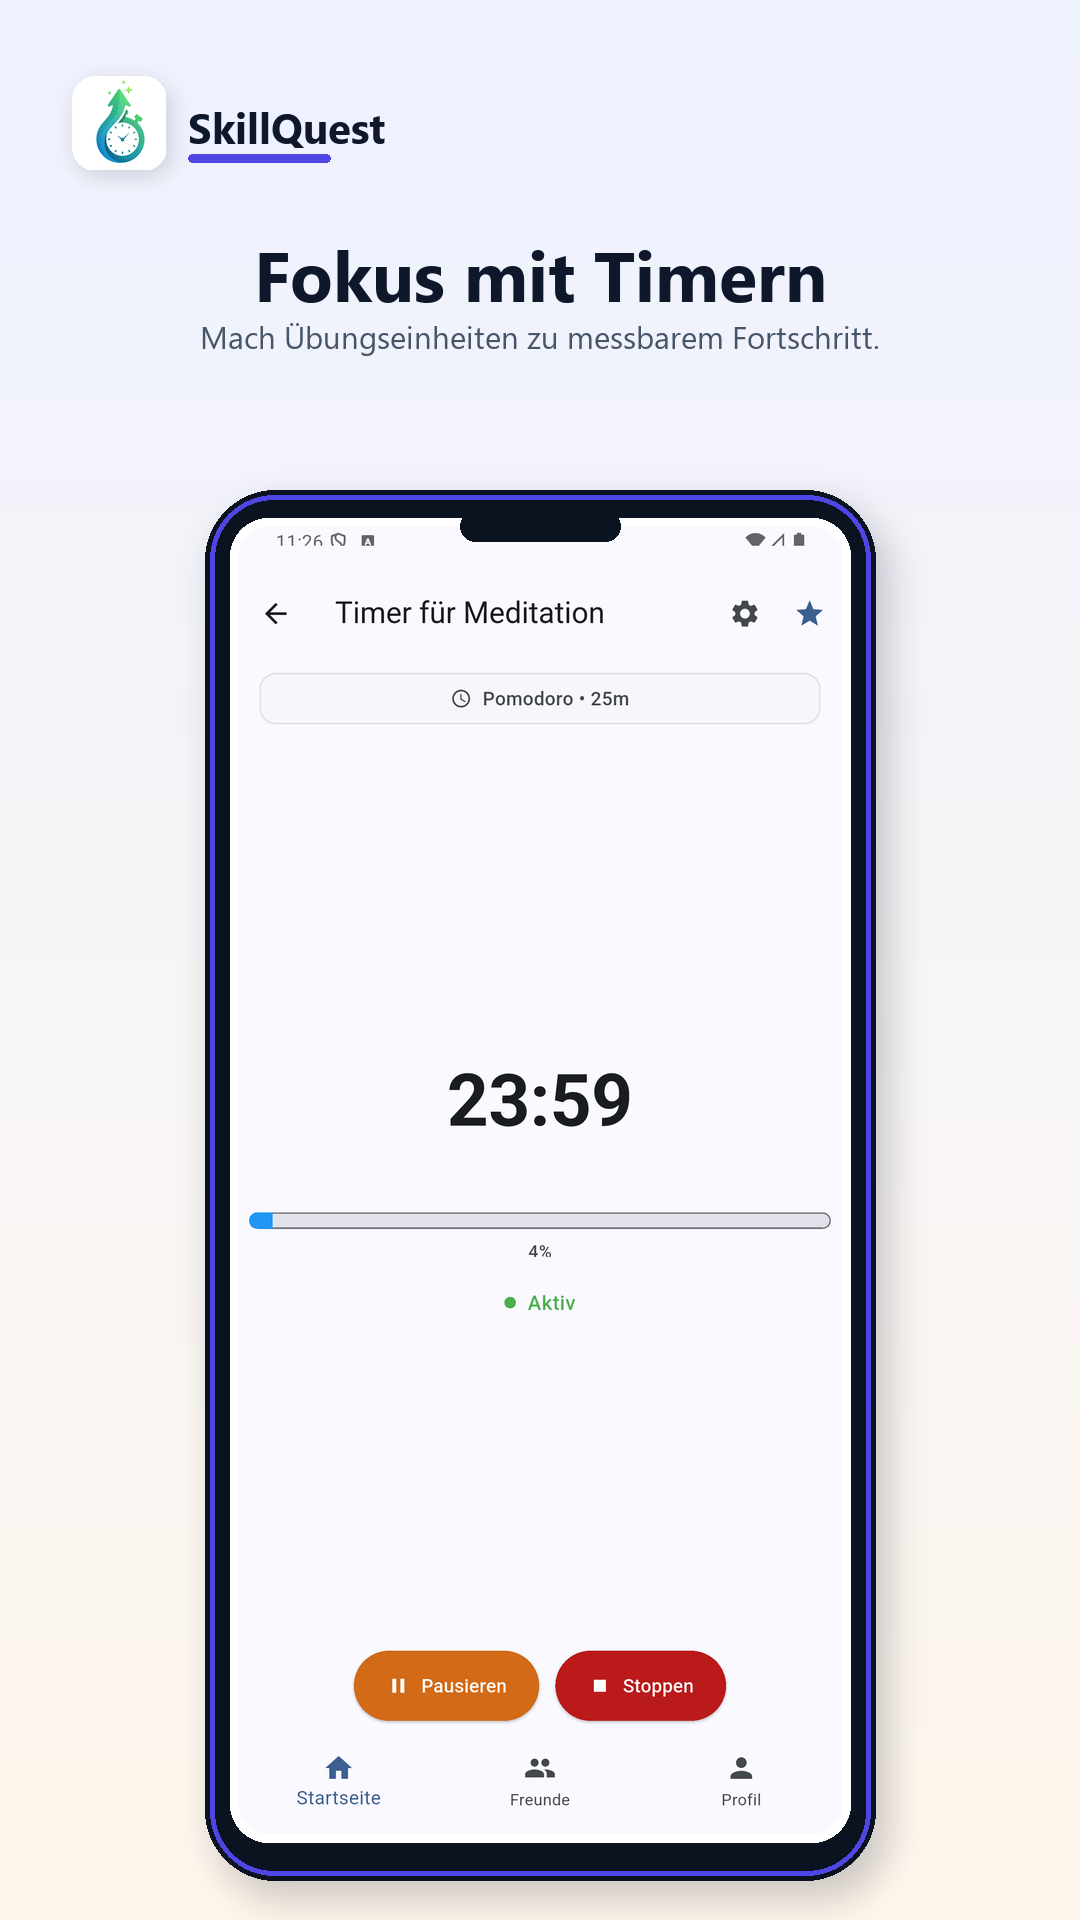 SkillQuest
Fokus mit Timern
Mach Übungseinheiten zu messbarem Fortschritt.
11:26
Timer für Meditation
Pomodoro • 25m
23:59
4%
Aktiv
Pausieren
Stoppen
Startseite
Freunde
Profil